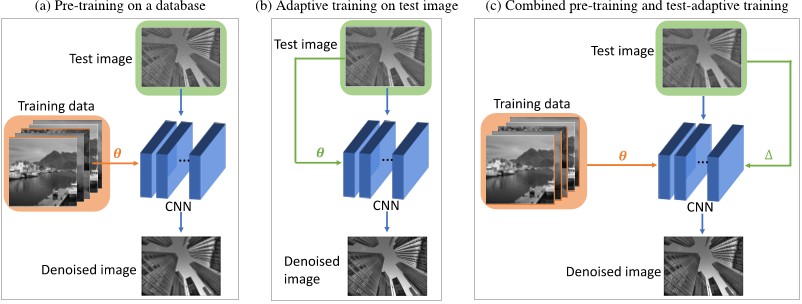 (a) Pre-training on a database
Test image
Training data
θ
...
CNN
Denoised image
(b) Adaptive training on test image
Test image
θ
...
CNN
Denoised
image
(c) Combined pre-training and test-adaptive training
Test image
Training data
θ
...
Δ
CNN
Denoised image